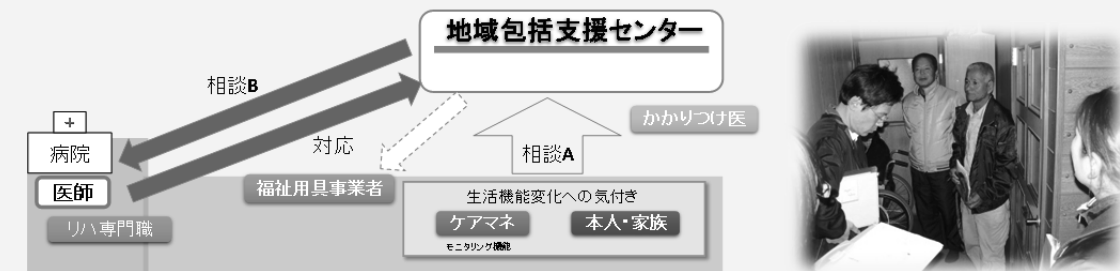 地域包括支援センター
相談B
かかりつけ医
+
病院
対応
相談A
医師
福祉用具事業者
生活機能変化への気付き
リハ専門職
ケアマネ
本人・家族
モニタリング機能